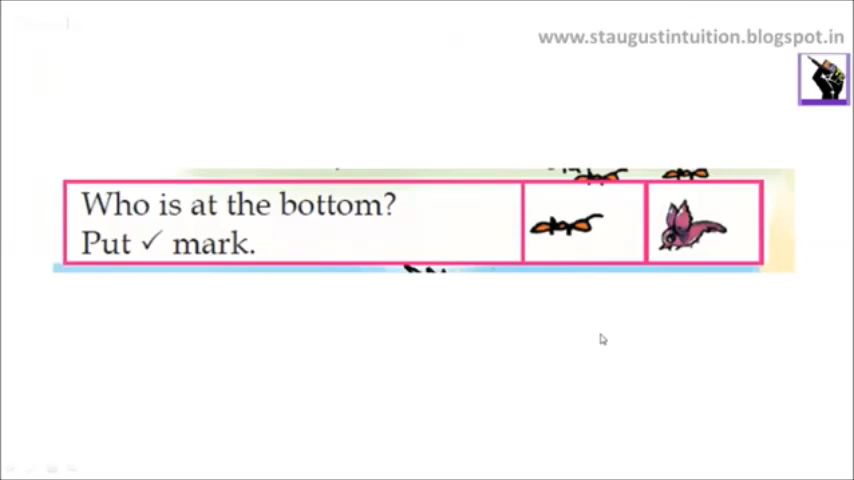 www.staugustintuition.blogspot.in
Who is at the bottom?
Put ✓ mark.